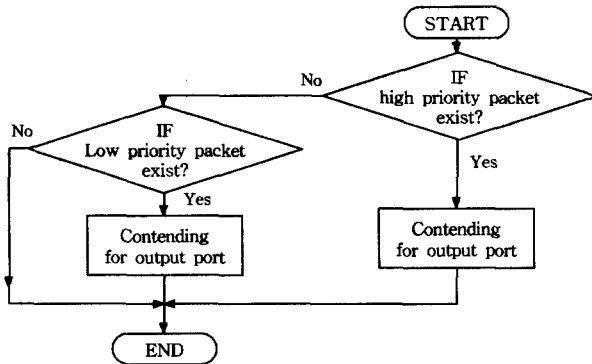 START
IF
high priority packet
exist?
No
Yes
IF
Low priority packet
exist?
No
Yes
Contending
for output port
Contending
for output port
END